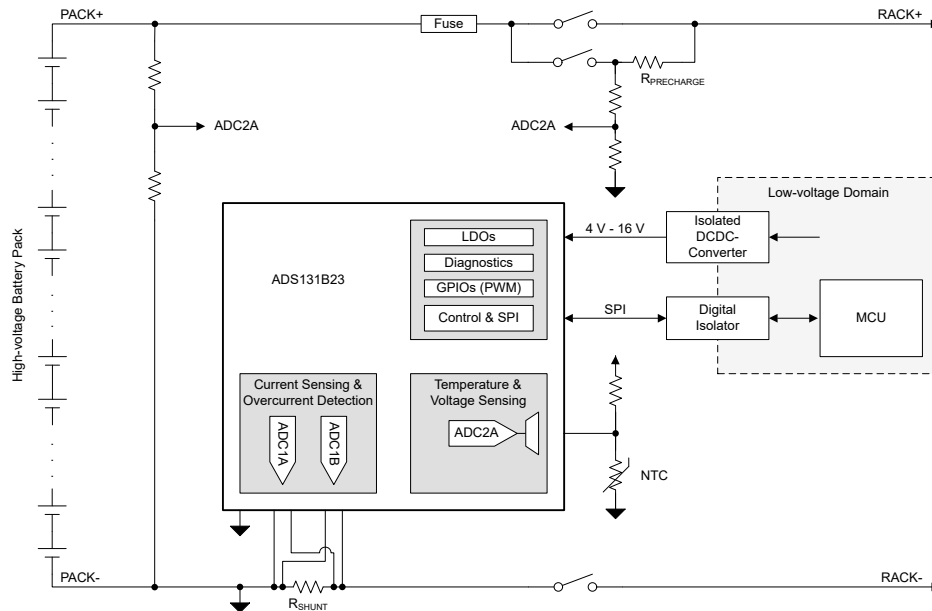 PACK+
Fuse
RACK+
RPRECHARGE
ADC2A
ADC2A
High-voltage Battery Pack
Low-voltage Domain
LDOs
4 V - 16 V
Isolated
DCDC-
Converter
Diagnostics
ADS131B23
GPIOs (PWM)
Control & SPI
SPI
Digital
Isolator
MCU
Current Sensing &
Overcurrent Detection
Temperature &
Voltage Sensing
ADC1A
ADC1B
ADC2A
NTC
PACK-
RSHUNT
RACK-